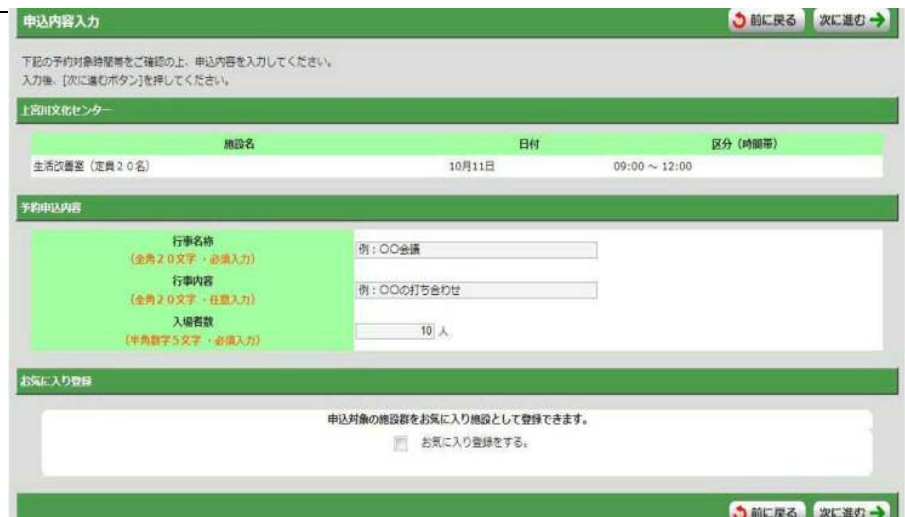 申込内容入力 前に戻る 次に進む
下記の予約対象時間帯をご確認の上、申込内容を入力してください。
入力後、[次に進むボタン]を押してください。
上宮川文化センター
施設名 日付 区分（時間帯）
生活改善室（定員２０名） 10月11日 09:00 ～ 12:00
予約申込内容
行事名称
（全角２０文字 ・必須入力） 例：〇〇会議
行事内容
（全角２０文字 ・任意入力） 例：〇〇の打ち合わせ
入場者数
（半角数字５文字 ・必須入力） 10 人
お気に入り登録
申込対象の施設群をお気に入り施設として登録できます。
お気に入り登録をする。
前に戻る 次に進む